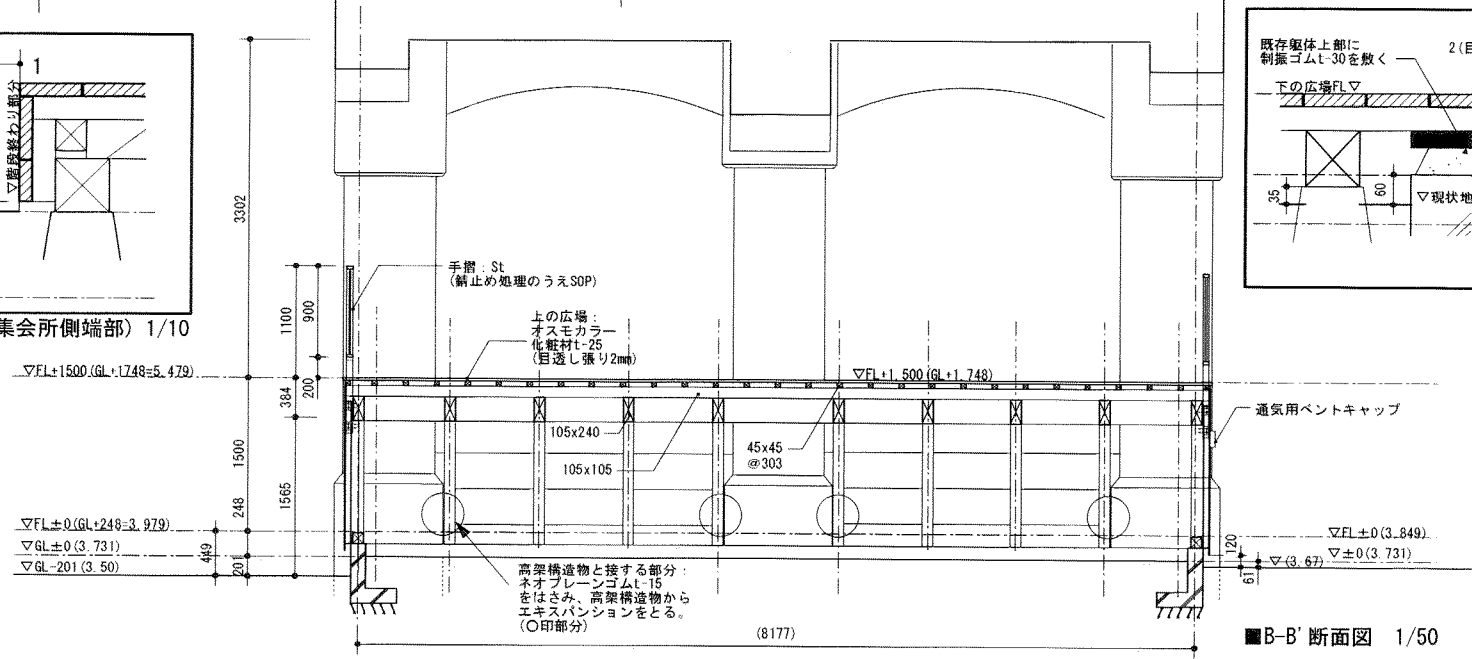 1
▽階段終わり部分
集会所側端部) 1/10
3302
1100
900
384
200
1500
1565
248
449
201
▽FL+1500(GL+1748=5.479)
▽FL±0(GL+248=3.979)
▽GL±0(3.731)
▽GL-201(3.50)
手摺：St
(錆止め処理のうえSOP)
上の広場：
オスモカラー
化粧材t-25
(目透し張り2mm)
▽FL+1.500(GL+1.748)
105x240
105x105
45x45
@303
高架構造物と接する部分：
ネオプレーンゴムt-15
をはさみ、高架構造物から
エキスパンションをとる。
(○印部分)
(8177)
既存躯体上部に
制振ゴムt-30を敷く
2(目
下の広場FL▽
35
60
▽現状地
通気用ベントキャップ
▽FL±0(3.849)
▽±0(3.731)
▽(3.67)
120
61
■B-B'断面図 1/50